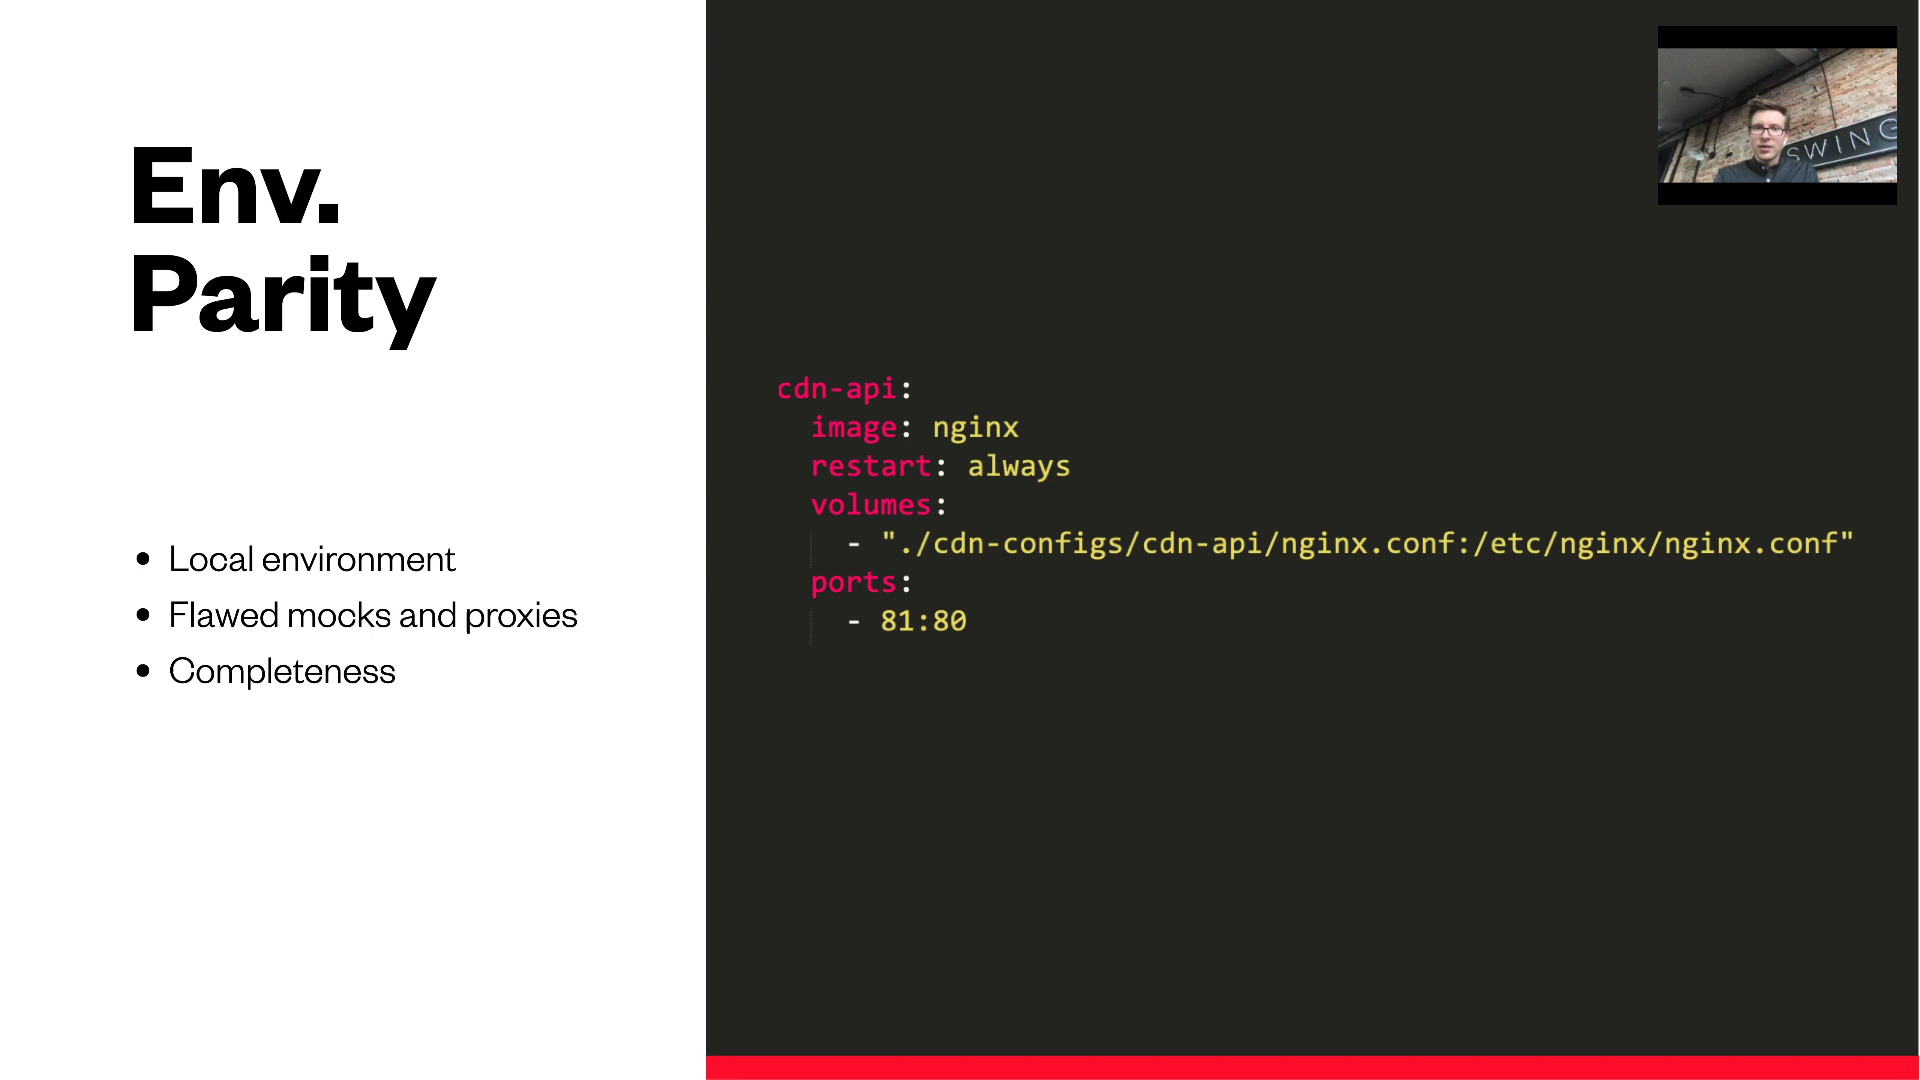 Env.
Parity
• Local environment
• Flawed mocks and proxies
• Completeness
cdn-api:
  image: nginx
  restart: always
  volumes:
    - "./cdn-configs/cdn-api/nginx.conf:/etc/nginx/nginx.conf"
  ports:
    - 81:80
SWING